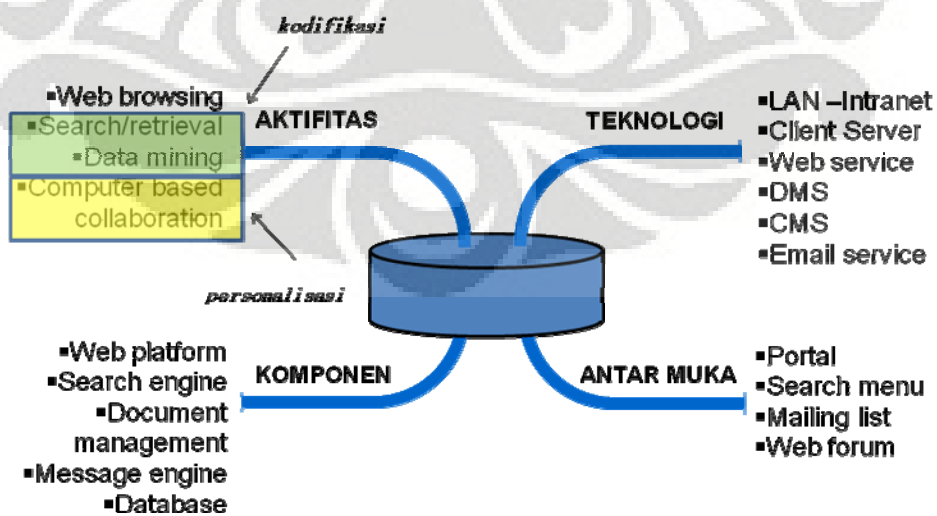 kodifikasi
▪Web browsing
▪Search/retrieval
▪Data mining
▪Computer based
collaboration
AKTIFITAS
personalisasi
TEKNOLOGI
▪LAN –Intranet
▪Client Server
▪Web service
▪DMS
▪CMS
▪Email service
▪Web platform
▪Search engine
▪Document
management
▪Message engine
▪Database
KOMPONEN
ANTAR MUKA
▪Portal
▪Search menu
▪Mailing list
▪Web forum